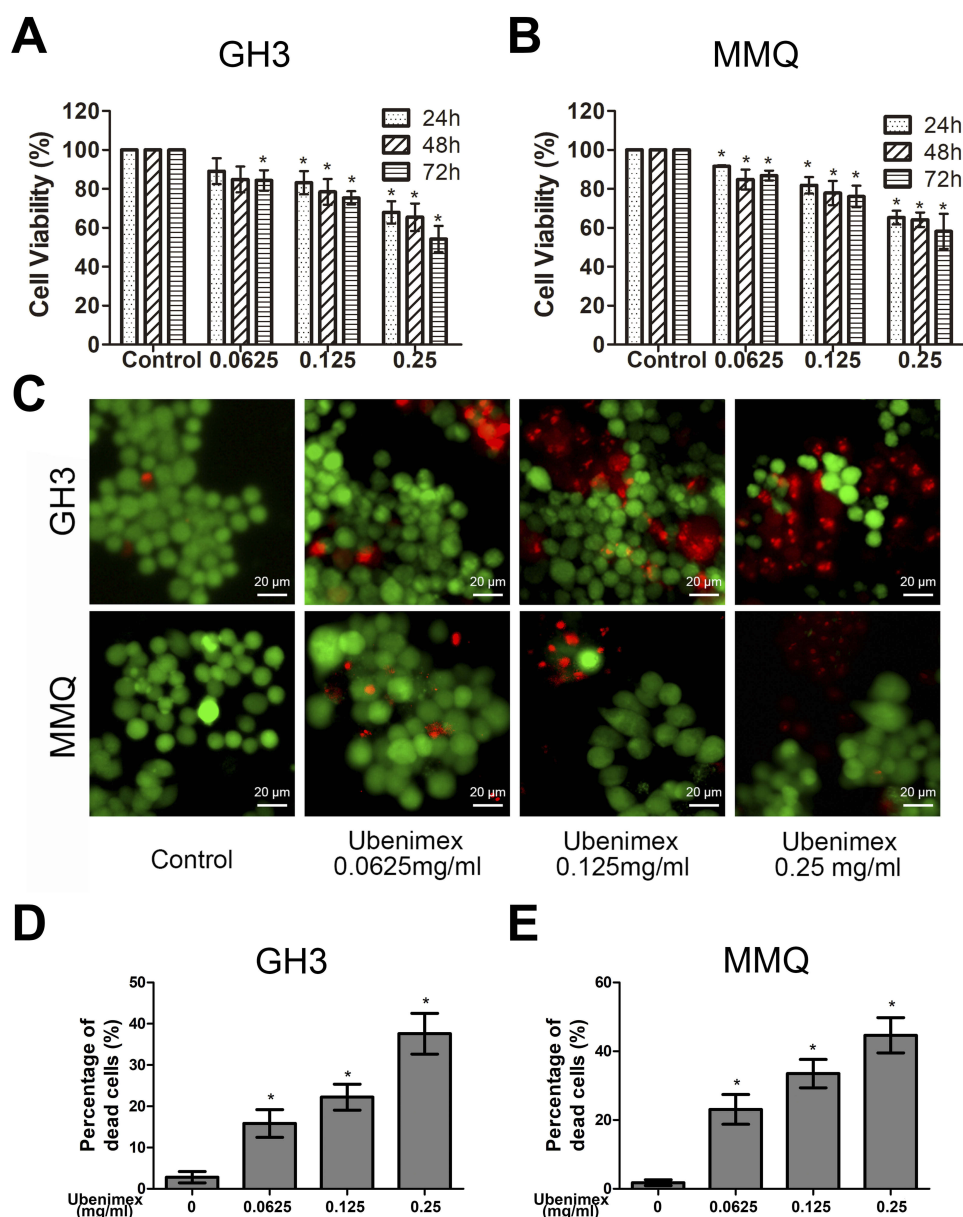 A
GH3
120
100
80
60
40
20
0
Cell Viability (%)
24h
48h
72h
*
* * *
* * *
Control 0.0625 0.125 0.25
B
MMQ
120
100
80
60
40
20
0
Cell Viability (%)
24h
48h
72h
* * *
* * *
* * *
Control 0.0625 0.125 0.25
C
GH3
20 µm 20 µm 20 µm 20 µm
MMQ
20 µm 20 µm 20 µm 20 µm
Control
Ubenimex
0.0625mg/ml
Ubenimex
0.125mg/ml
Ubenimex
0.25 mg/ml
D
GH3
50
40
30
20
10
0
Percentage of
dead cells (%)
* * *
Ubenimex
(mg/ml)
0 0.0625 0.125 0.25
E
MMQ
60
40
20
0
Percentage of
dead cells (%)
* * *
Ubenimex
(mg/ml)
0 0.0625 0.125 0.25